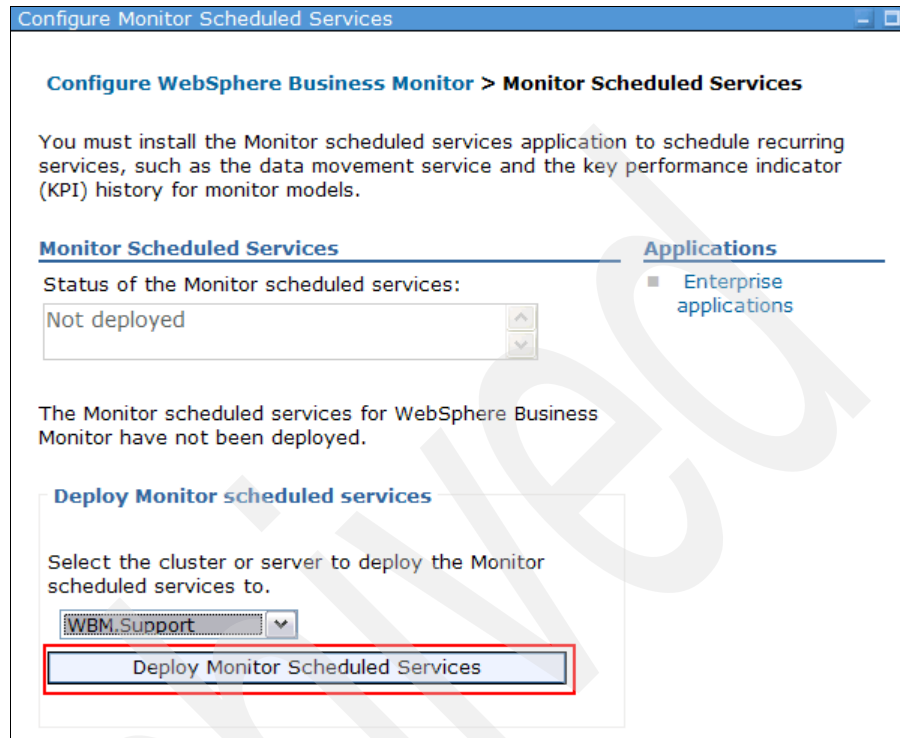 Configure Monitor Scheduled Services
Configure WebSphere Business Monitor > Monitor Scheduled Services
You must install the Monitor scheduled services application to schedule recurring
services, such as the data movement service and the key performance indicator
(KPI) history for monitor models.
Monitor Scheduled Services
Status of the Monitor scheduled services:
Not deployed
Applications
Enterprise
applications
The Monitor scheduled services for WebSphere Business
Monitor have not been deployed.
Deploy Monitor scheduled services
Select the cluster or server to deploy the Monitor
scheduled services to.
WBM.Support
Deploy Monitor Scheduled Services